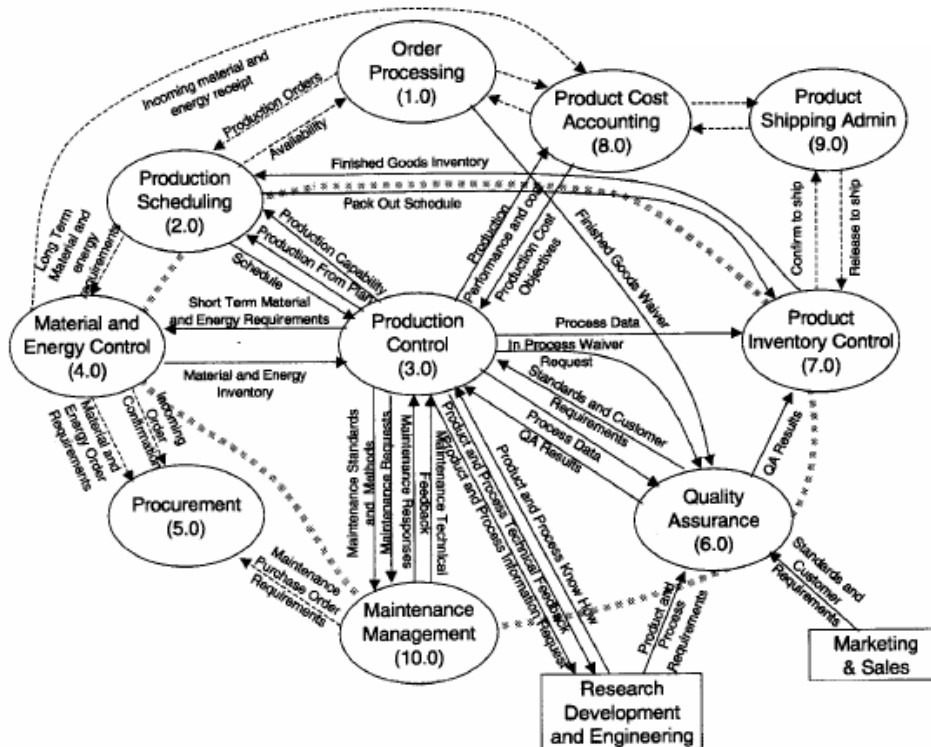 Order
Processing
(1.0)
Incoming material and
energy receipt
Production Orders
Availability
Product Cost
Accounting
(8.0)
Product
Shipping Admin
(9.0)
Finished Goods Inventory
Production
Scheduling
(2.0)
Pack Out Schedule
Long Term
Material and
energy
requirements
Production Capability
Production From Plan
Schedule
Production
Performance and cost
Production Cost
Objectives
Finished Goods Waiver
Confirm to ship
Release to ship
Short Term Material
and Energy Requirements
Material and
Energy Control
(4.0)
Production
Control
(3.0)
Process Data
In Process Waiver
Request
Product
Inventory Control
(7.0)
Material and Energy
Inventory
Standards and Customer
Requirements
Process Data
QA Results
QA Results
Material and
Energy Order
Requirements
Incoming
Order
Confirmation
Procurement
(5.0)
Maintenance Standards
and Methods
Maintenance Requests
Maintenance Responses
Maintenance Technical
Feedback
Product and Process Know How
Product and Process Technical Feedback
Product and Process Information Request
Quality
Assurance
(6.0)
Maintenance
Purchase Order
Requirements
Maintenance
Management
(10.0)
Product and
Process
Requirements
Standards and
Customer
Requirements
Marketing
& Sales
Research
Development
and Engineering